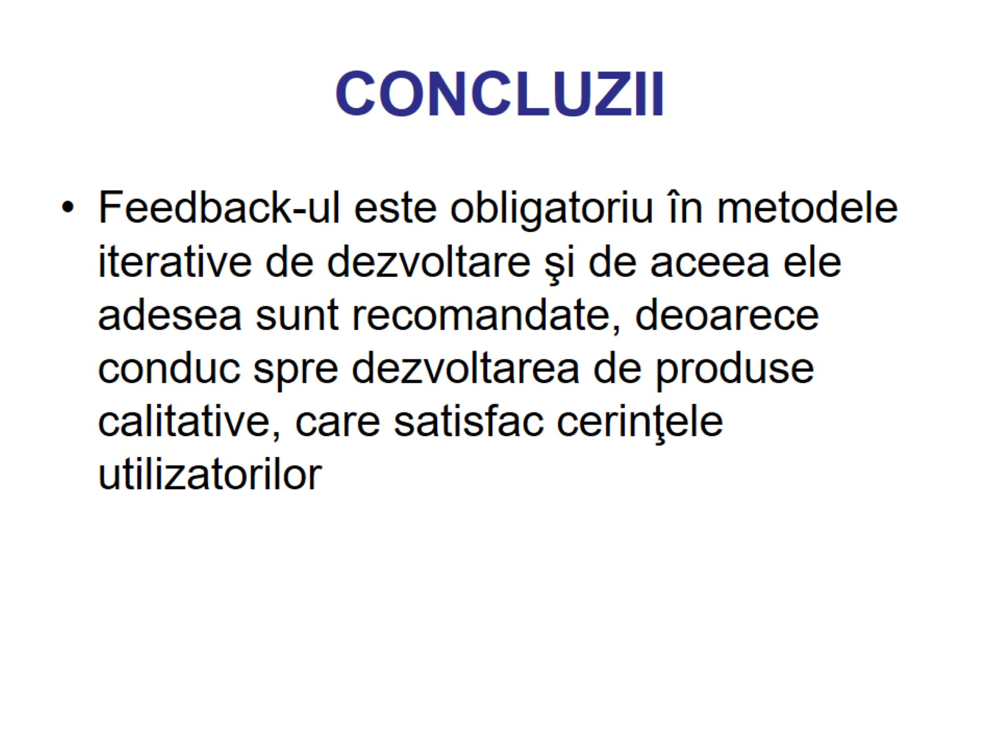 CONCLUZII
• Feedback-ul este obligatoriu în metodele
iterative de dezvoltare şi de aceea ele
adesea sunt recomandate, deoarece
conduc spre dezvoltarea de produse
calitative, care satisfac cerinţele
utilizatorilor